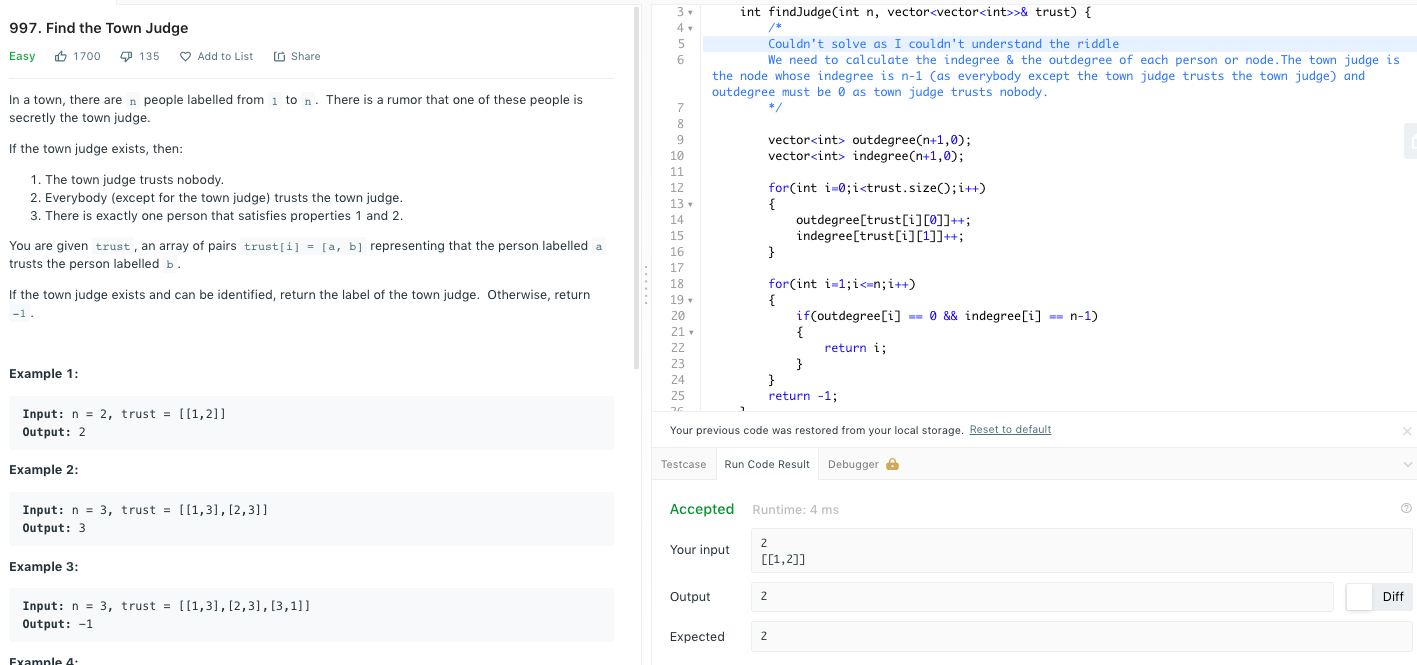 997. Find the Town Judge
Easy 1700 135 Add to List Share
In a town, there are n people labelled from 1 to n. There is a rumor that one of these people is
secretly the town judge.
If the town judge exists, then:
1. The town judge trusts nobody.
2. Everybody (except for the town judge) trusts the town judge.
3. There is exactly one person that satisfies properties 1 and 2.
You are given trust, an array of pairs trust[i] = [a, b] representing that the person labelled a
trusts the person labelled b.
If the town judge exists and can be identified, return the label of the town judge. Otherwise, return
-1.
Example 1:
Input: n = 2, trust = [[1,2]]
Output: 2
Example 2:
Input: n = 3, trust = [[1,3],[2,3]]
Output: 3
Example 3:
Input: n = 3, trust = [[1,3],[2,3],[3,1]]
Output: -1
Example 4:
3 int findJudge(int n, vector<vector<int>>& trust) {
4 /*
5 Couldn't solve as I couldn't understand the riddle
6 We need to calculate the indegree & the outdegree of each person or node.The town judge is
the node whose indegree is n-1 (as everybody except the town judge trusts the town judge) and
outdegree must be 0 as town judge trusts nobody.
7 */
8
9 vector<int> outdegree(n+1,0);
10 vector<int> indegree(n+1,0);
11
12 for(int i=0;i<trust.size();i++)
13 {
14 outdegree[trust[i][0]]++;
15 indegree[trust[i][1]]++;
16 }
17
18 for(int i=1;i<=n;i++)
19 {
20 if(outdegree[i] == 0 && indegree[i] == n-1)
21 {
22 return i;
23 }
24 }
25 return -1;
26 }
Your previous code was restored from your local storage. Reset to default
Testcase Run Code Result Debugger
Accepted Runtime: 4 ms
Your input
2
[[1,2]]
Output 2 Diff
Expected 2